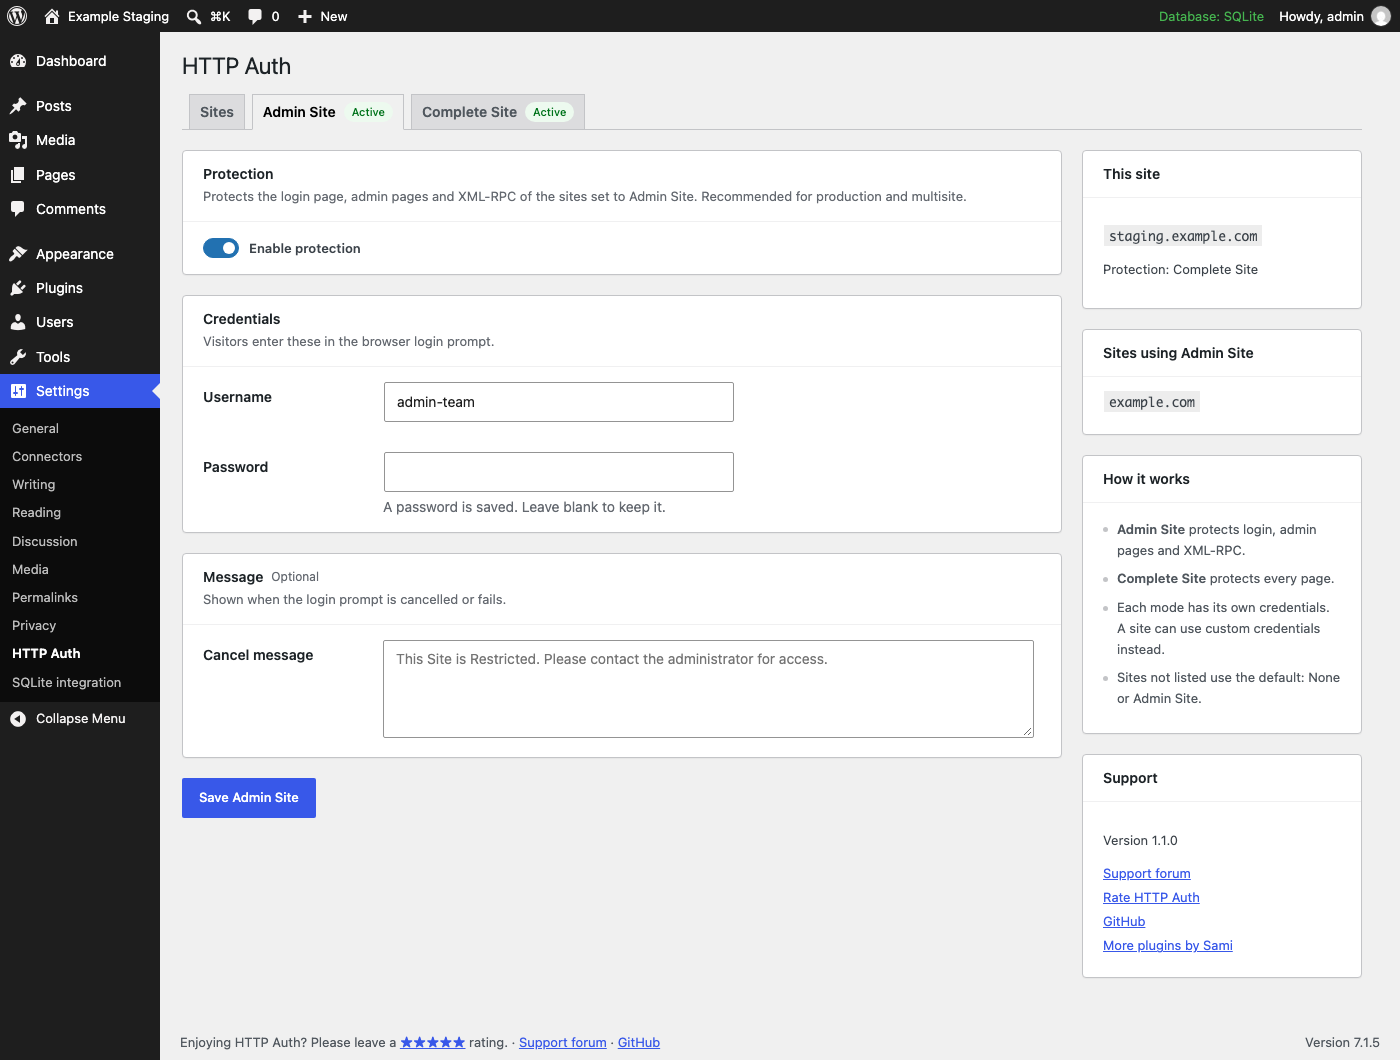 Example Staging
⌘K
0
New
Database: SQLite
Howdy, admin
Dashboard
Posts
Media
Pages
Comments
Appearance
Plugins
Users
Tools
Settings
General
Connectors
Writing
Reading
Discussion
Media
Permalinks
Privacy
HTTP Auth
SQLite integration
Collapse Menu
HTTP Auth
Sites
Admin Site Active
Complete Site Active
Protection
Protects the login page, admin pages and XML-RPC of the sites set to Admin Site. Recommended for production and multisite.
Enable protection
Credentials
Visitors enter these in the browser login prompt.
Username
admin-team
Password
A password is saved. Leave blank to keep it.
Message Optional
Shown when the login prompt is cancelled or fails.
Cancel message
This Site is Restricted. Please contact the administrator for access.
Save Admin Site
This site
staging.example.com
Protection: Complete Site
Sites using Admin Site
example.com
How it works
Admin Site protects login, admin
pages and XML-RPC.
Complete Site protects every page.
Each mode has its own credentials.
A site can use custom credentials
instead.
Sites not listed use the default: None
or Admin Site.
Support
Version 1.1.0
Support forum
Rate HTTP Auth
GitHub
More plugins by Sami
Enjoying HTTP Auth? Please leave a ★★★★★ rating. · Support forum · GitHub
Version 7.1.5